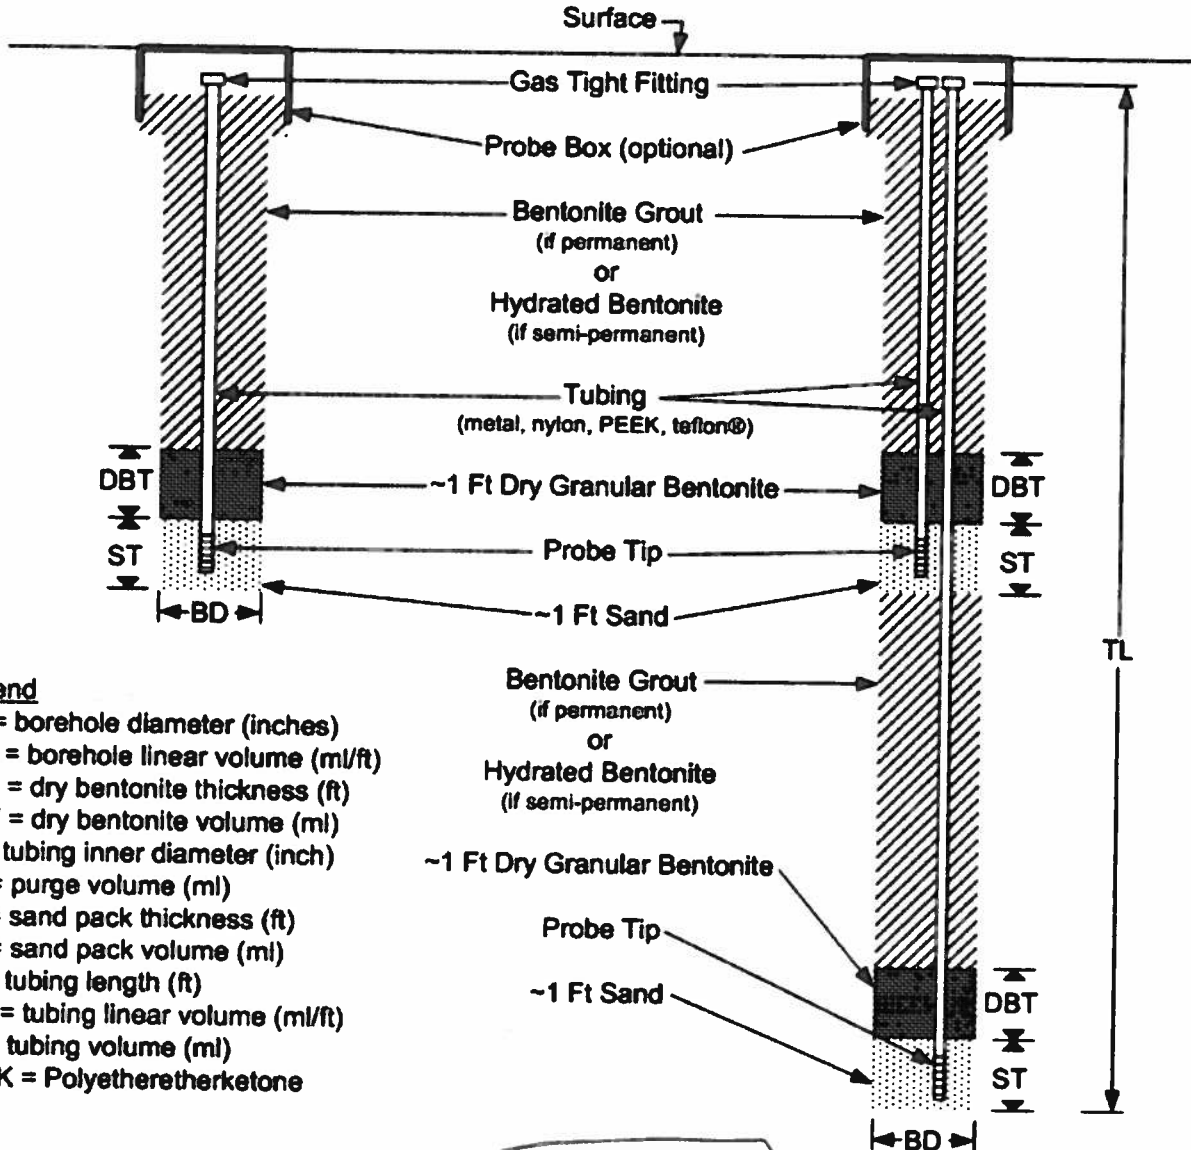 Surface
Gas Tight Fitting
Probe Box (optional)
Bentonite Grout
(if permanent)
or
Hydrated Bentonite
(if semi-permanent)
Tubing
(metal, nylon, PEEK, teflon®)
DBT
~1 Ft Dry Granular Bentonite
DBT
ST
Probe Tip
ST
BD
~1 Ft Sand
TL
Bentonite Grout
(if permanent)
or
Hydrated Bentonite
(if semi-permanent)
~1 Ft Dry Granular Bentonite
Probe Tip
~1 Ft Sand
DBT
ST
BD
end
= borehole diameter (inches)
= borehole linear volume (ml/ft)
= dry bentonite thickness (ft)
= dry bentonite volume (ml)
tubing inner diameter (inch)
= purge volume (ml)
sand pack thickness (ft)
= sand pack volume (ml)
tubing length (ft)
= tubing linear volume (ml/ft)
tubing volume (ml)
K = Polyetheretherketone